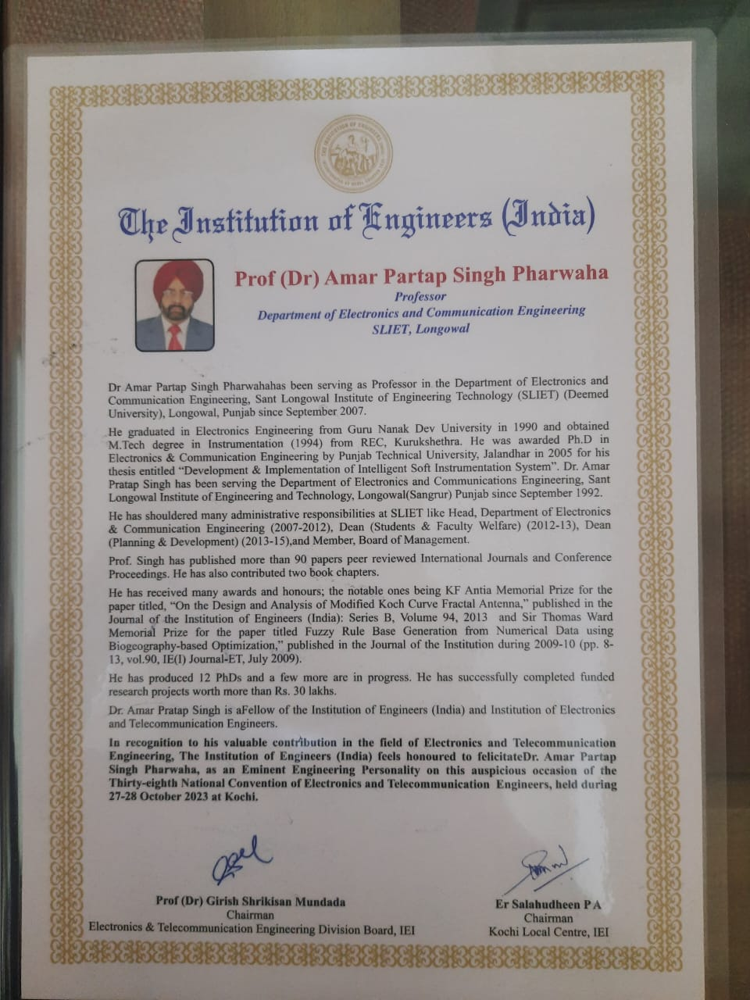 The Institution of Engineers (India)
Prof (Dr) Amar Partap Singh Pharwaha
Professor
Department of Electronics and Communication Engineering
SLIET, Longowal
Dr Amar Partap Singh Pharwahahas been serving as Professor in the Department of Electronics and
Communication Engineering, Sant Longowal Institute of Engineering Technology (SLIET) (Deemed
University), Longowal, Punjab since September 2007.
He graduated in Electronics Engineering from Guru Nanak Dev University in 1990 and obtained
M.Tech degree in Instrumentation (1994) from REC, Kurukshethra. He was awarded Ph.D in
Electronics & Communication Engineering by Punjab Technical University, Jalandhar in 2005 for his
thesis entitled “Development & Implementation of Intelligent Soft Instrumentation System”. Dr. Amar
Pratap Singh has been serving the Department of Electronics and Communications Engineering, Sant
Longowal Institute of Engineering and Technology, Longowal(Sangrur) Punjab since September 1992.
He has shouldered many administrative responsibilities at SLIET like Head, Department of Electronics
& Communication Engineering (2007-2012), Dean (Students & Faculty Welfare) (2012-13), Dean
(Planning & Development) (2013-15),and Member, Board of Management.
Prof. Singh has published more than 90 papers peer reviewed International Journals and Conference
Proceedings. He has also contributed two book chapters.
He has received many awards and honours; the notable ones being KF Antia Memorial Prize for the
paper titled, “On the Design and Analysis of Modified Koch Curve Fractal Antenna,” published in the
Journal of the Institution of Engineers (India): Series B, Volume 94, 2013 and Sir Thomas Ward
Memorial Prize for the paper titled Fuzzy Rule Base Generation from Numerical Data using
Biogeography-based Optimization,” published in the Journal of the Institution during 2009-10 (pp. 8-
13, vol.90, IE(I) Journal-ET, July 2009).
He has produced 12 PhDs and a few more are in progress. He has successfully completed funded
research projects worth more than Rs. 30 lakhs.
Dr. Amar Pratap Singh is aFellow of the Institution of Engineers (India) and Institution of Electronics
and Telecommunication Engineers.
In recognition to his valuable contribution in the field of Electronics and Telecommunication
Engineering, The Institution of Engineers (India) feels honoured to felicitateDr. Amar Partap
Singh Pharwaha, as an Eminent Engineering Personality on this auspicious occasion of the
Thirty-eighth National Convention of Electronics and Telecommunication Engineers, held during
27-28 October 2023 at Kochi.
Prof (Dr) Girish Shrikisan Mundada
Chairman
Electronics & Telecommunication Engineering Division Board, IEI
Er Salahudheen P A
Chairman
Kochi Local Centre, IEI